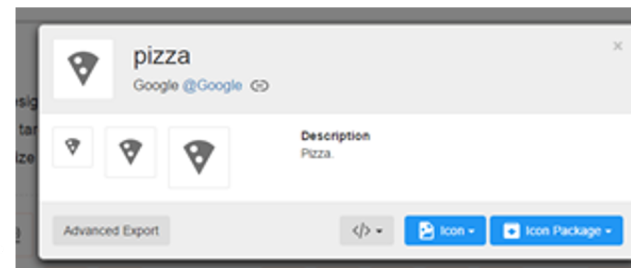 pizza
×
Google @Google
Description
Pizza.
Advanced Export
</>
Icon
Icon Package